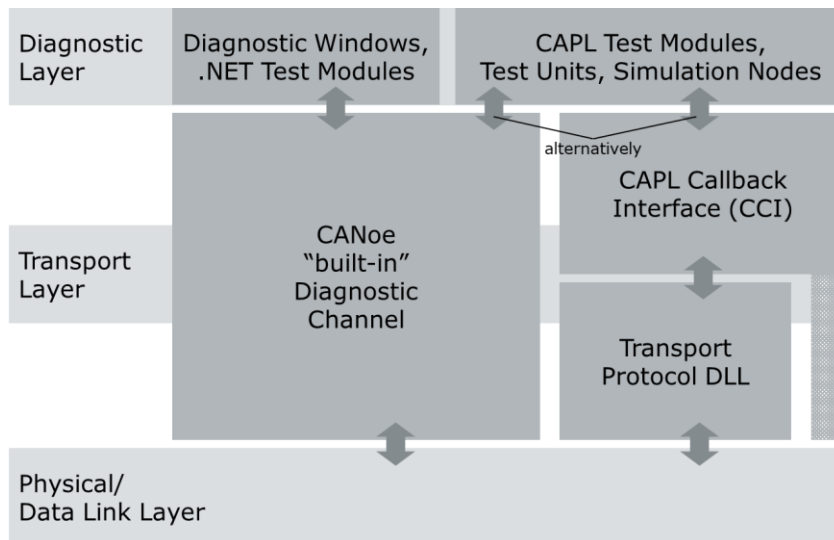 Diagnostic
Layer
Diagnostic Windows,
.NET Test Modules
CAPL Test Modules,
Test Units, Simulation Nodes
alternatively
CAPL Callback
Interface (CCI)
CANoe
“built-in”
Diagnostic
Channel
Transport
Layer
Transport
Protocol DLL
Physical/
Data Link Layer